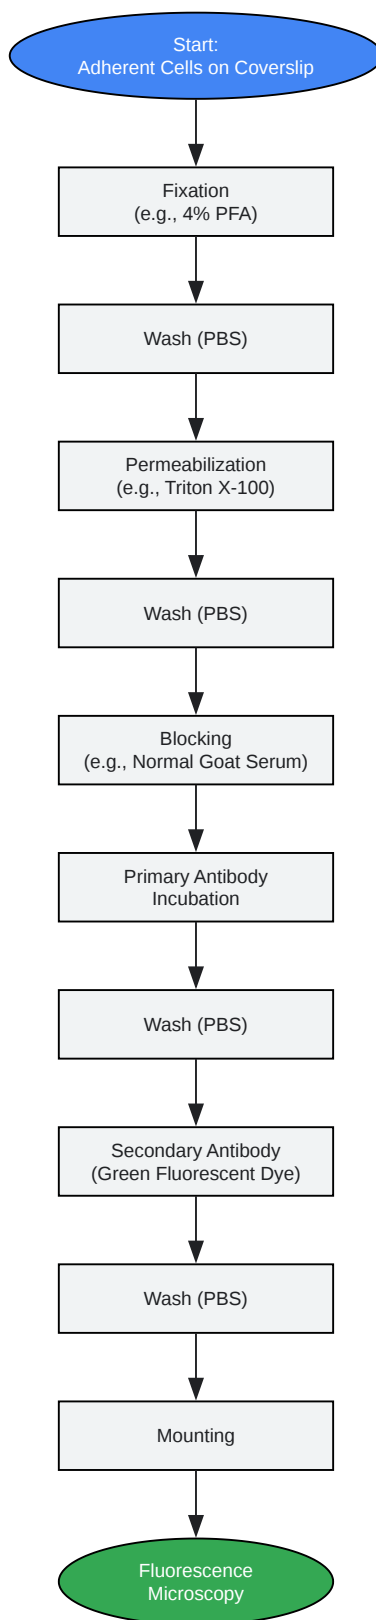 Start:
Adherent Cells on Coverslip
Fixation
(e.g., 4% PFA)
Wash (PBS)
Permeabilization
(e.g., Triton X-100)
Wash (PBS)
Blocking
(e.g., Normal Goat Serum)
Primary Antibody
Incubation
Wash (PBS)
Secondary Antibody
(Green Fluorescent Dye)
Wash (PBS)
Mounting
Fluorescence
Microscopy